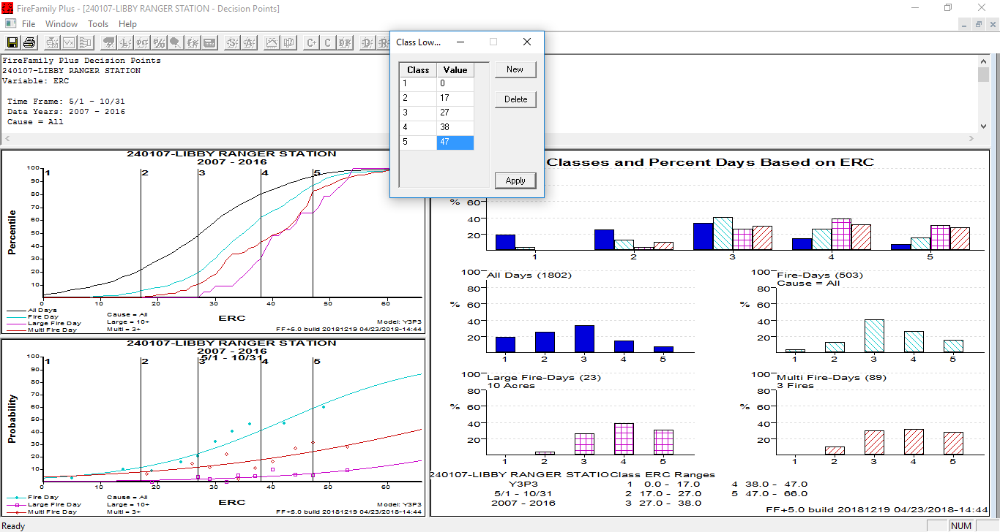 FireFamily Plus - [240107-LIBBY RANGER STATION - Decision Points]
File Window Tools Help
FireFamily Plus Decision Points
240107-LIBBY RANGER STATION
Variable: ERC
Time Frame: 5/1 - 10/31
Data Years: 2007 - 2016
Cause = All
Class Low...
Class Value
1 0
2 17
3 27
4 38
5 47
New
Delete
Apply
240107-LIBBY RANGER STATION
2007 - 2016
1 2 3 4 5
Percentile
100
90
80
70
60
50
40
30
20
10
0 10 20 30 40 50 60
ERC
All Days
Fire Day
Large Fire Day
Multi Fire Day
Cause = All
Large = 10+
Multi = 3+
Model: Y3P3
FF+5.0 build 20181219 04/23/2018-14:44
240107-LIBBY RANGER STATION
2007 - 2016
5/1 - 10/31
1 2 3 4 5
Probability
100
90
80
70
60
50
40
30
20
10
0 10 20 30 40 50 60
ERC
Fire Day
Large Fire Day
Multi Fire Day
Cause = All
Large = 10+
Multi = 3+
Model: Y3P3
FF+5.0 build 20181219 04/23/2018-14:44
Classes and Percent Days Based on ERC
% 60
40
20
1 2 3 4 5
100
All Days (1802)
80
% 60
40
20
1 2 3 4 5
100
Fire-Days (503)
Cause = All
80
% 60
40
20
1 2 3 4 5
100
Large Fire-Days (23)
10 Acres
80
% 60
40
20
1 2 3 4 5
100
Multi Fire-Days (89)
3 Fires
80
% 60
40
20
1 2 3 4 5
240107-LIBBY RANGER STATIO Class ERC Ranges
Y3P3 1 0.0 - 17.0 4 38.0 - 47.0
5/1 - 10/31 2 17.0 - 27.0 5 47.0 - 66.0
2007 - 2016 3 27.0 - 38.0
FF+5.0 build 20181219 04/23/2018-14:44
Ready
NUM